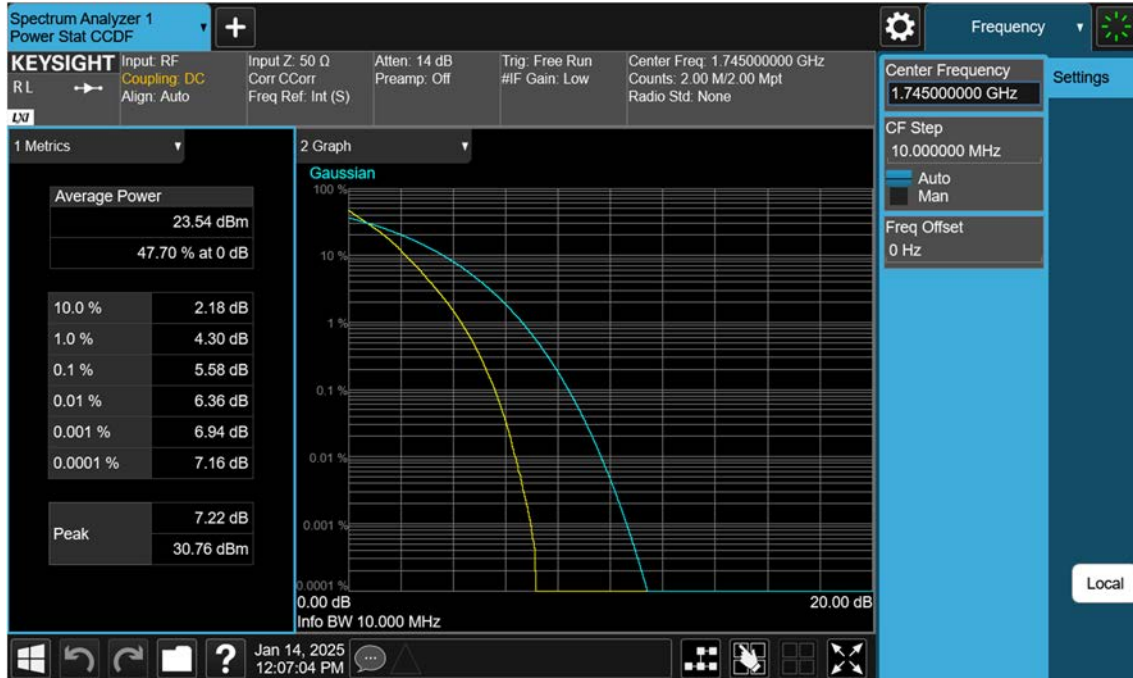 Spectrum Analyzer 1
Power Stat CCDF
Frequency
KEYSIGHT
R L
LXI
Input: RF
Coupling: DC
Align: Auto
Input Z: 50 Ω
Corr CCorr
Freq Ref: Int (S)
Atten: 14 dB
Preamp: Off
Trig: Free Run
#IF Gain: Low
Center Freq: 1.745000000 GHz
Counts: 2.00 M/2.00 Mpt
Radio Std: None
Center Frequency
1.745000000 GHz
Settings
CF Step
10.000000 MHz
Auto
Man
Freq Offset
0 Hz
Local
1 Metrics
Average Power
23.54 dBm
47.70 % at 0 dB
10.0 % 2.18 dB
1.0 % 4.30 dB
0.1 % 5.58 dB
0.01 % 6.36 dB
0.001 % 6.94 dB
0.0001 % 7.16 dB
Peak
7.22 dB
30.76 dBm
2 Graph
Gaussian
100 %
10 %
1 %
0.1 %
0.01 %
0.001 %
0.0001 %
0.00 dB 20.00 dB
Info BW 10.000 MHz
?
Jan 14, 2025
12:07:04 PM